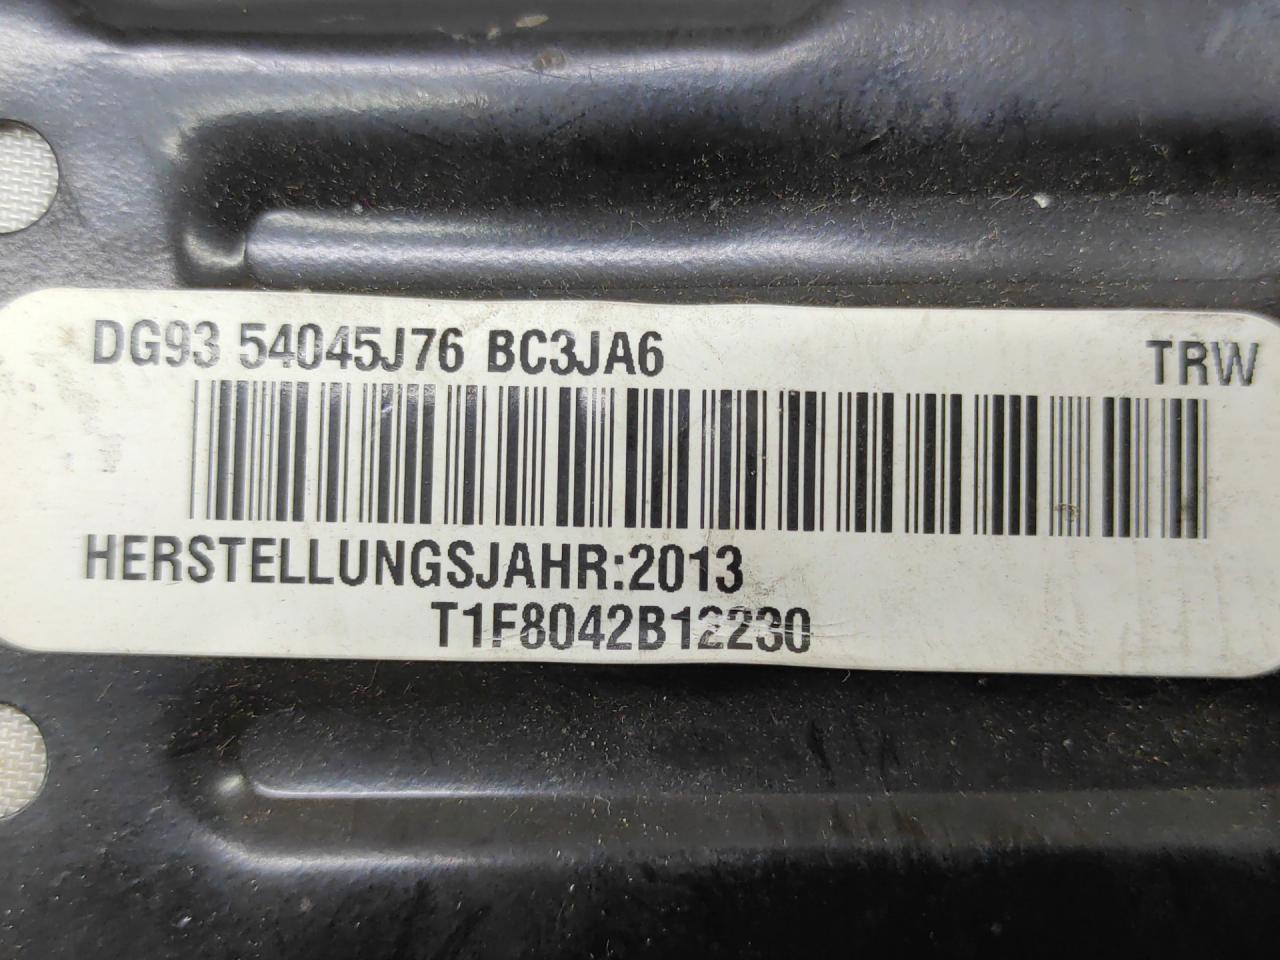 DG93 54045J76 BC3JA6 TRW
HERSTELLUNGSJAHR:2013
T1F8042B12230